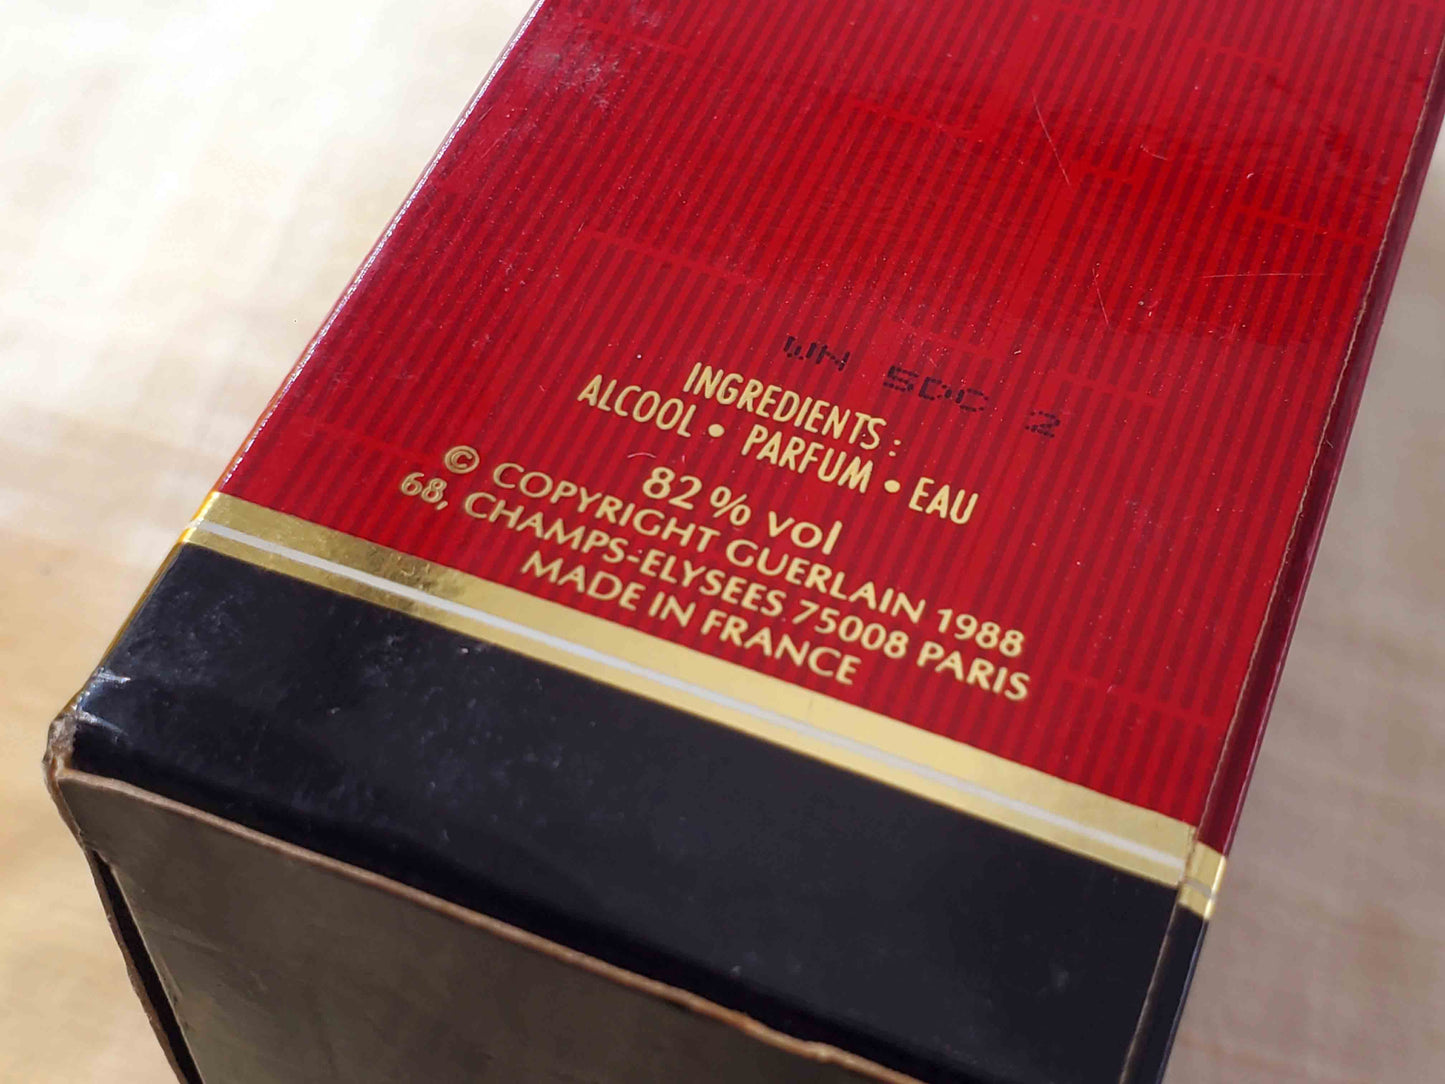 WN 5DC 2
INGREDIENTS :
ALCOOL • PARFUM • EAU
82 % vol
© COPYRIGHT GUERLAIN 1988
68, CHAMPS-ELYSEES 75008 PARIS
MADE IN FRANCE